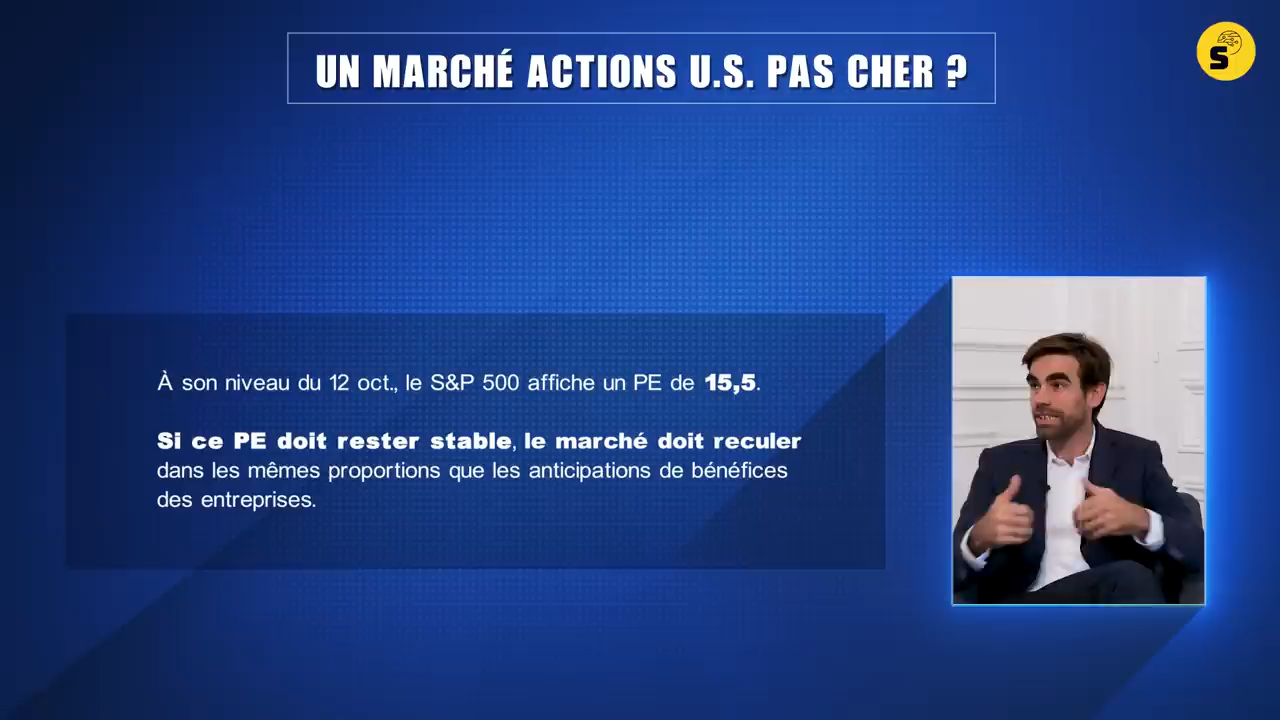 UN MARCHÉ ACTIONS U.S. PAS CHER ?
S
À son niveau du 12 oct., le S&P 500 affiche un PE de 15,5.
Si ce PE doit rester stable, le marché doit reculer
dans les mêmes proportions que les anticipations de bénéfices
des entreprises.